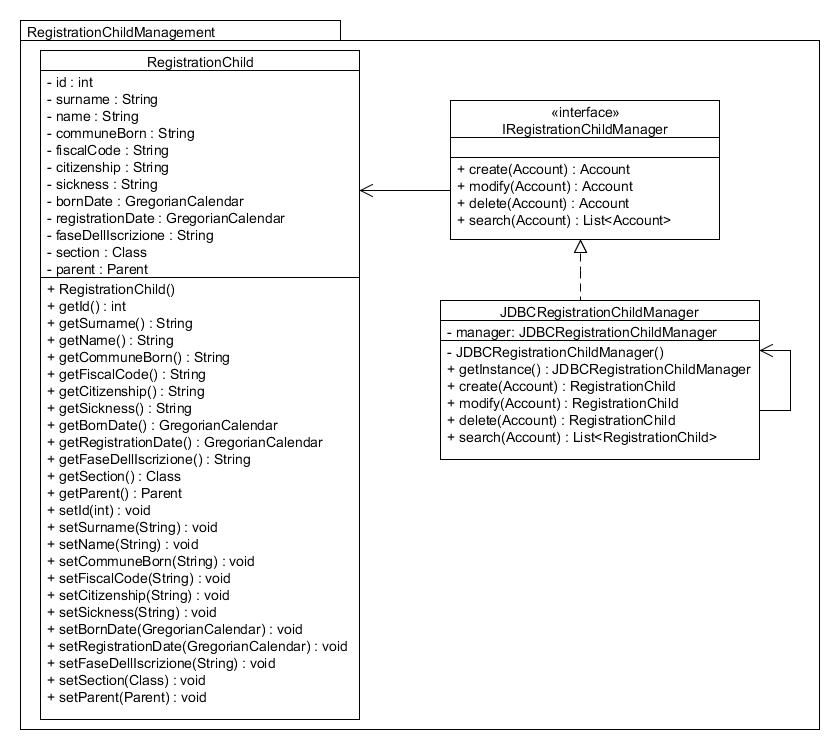 RegistrationChildManagement
RegistrationChild
- id : int
- surname : String
- name : String
- communeBorn : String
- fiscalCode : String
- citizenship : String
- sickness : String
- bornDate : GregorianCalendar
- registrationDate : GregorianCalendar
- faseDellIscrizione : String
- section : Class
- parent : Parent
+ RegistrationChild()
+ getId() : int
+ getSurname() : String
+ getName() : String
+ getCommuneBorn() : String
+ getFiscalCode() : String
+ getCitizenship() : String
+ getSickness() : String
+ getBornDate() : GregorianCalendar
+ getRegistrationDate() : GregorianCalendar
+ getFaseDellIscrizione() : String
+ getSection() : Class
+ getParent() : Parent
+ setId(int) : void
+ setSurname(String) : void
+ setName(String) : void
+ setCommuneBorn(String) : void
+ setFiscalCode(String) : void
+ setCitizenship(String) : void
+ setSickness(String) : void
+ setBornDate(GregorianCalendar) : void
+ setRegistrationDate(GregorianCalendar) : void
+ setFaseDellIscrizione(String) : void
+ setSection(Class) : void
+ setParent(Parent) : void
«interface»
IRegistrationChildManager
+ create(Account) : Account
+ modify(Account) : Account
+ delete(Account) : Account
+ search(Account) : List<Account>
JDBCRegistrationChildManager
- manager: JDBCRegistrationChildManager
- JDBCRegistrationChildManager()
+ getInstance() : JDBCRegistrationChildManager
+ create(Account) : RegistrationChild
+ modify(Account) : RegistrationChild
+ delete(Account) : RegistrationChild
+ search(Account) : List<RegistrationChild>